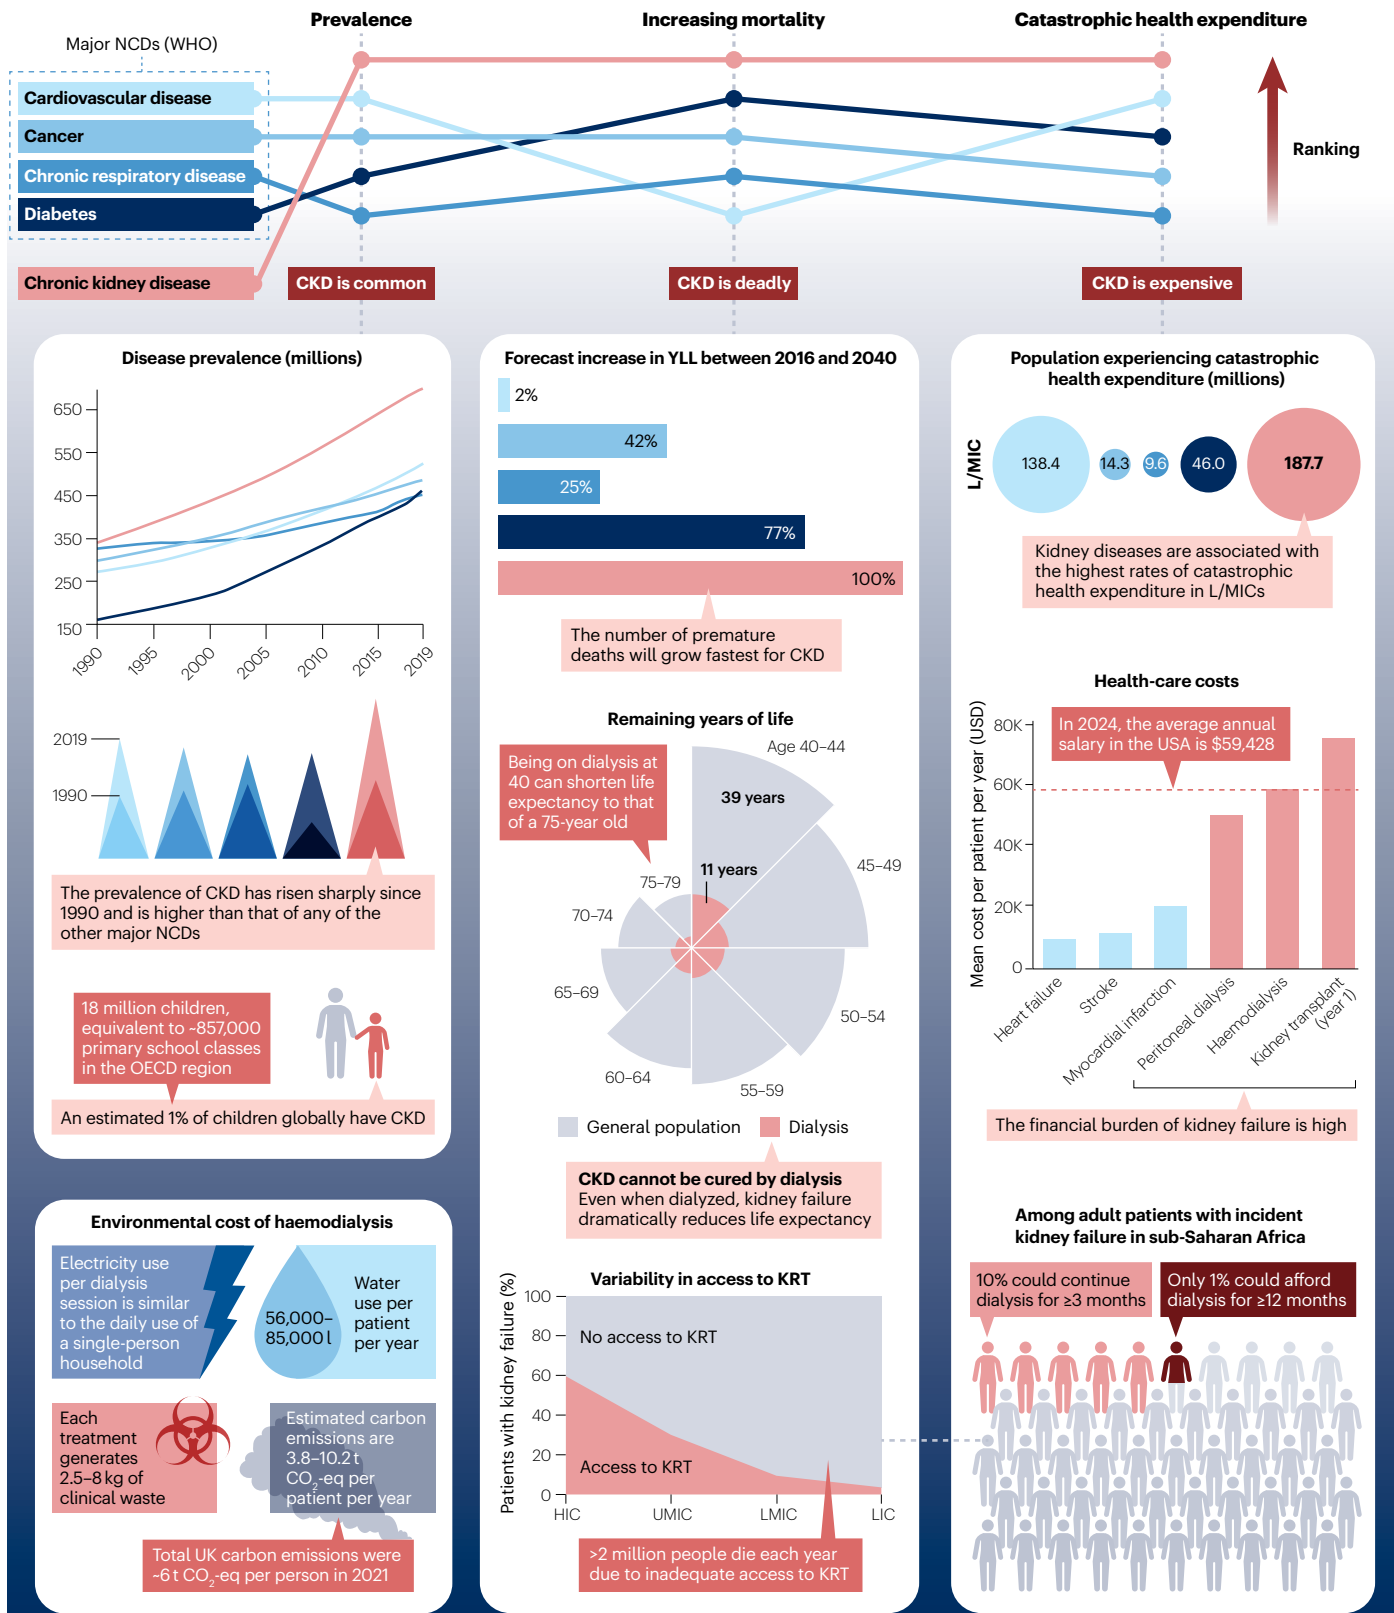 Prevalence
Increasing mortality
Catastrophic health expenditure
Major NCDs (WHO)
Cardiovascular disease
Cancer
Chronic respiratory disease
Diabetes
Chronic kidney disease
Ranking
CKD is common
CKD is deadly
CKD is expensive
Disease prevalence (millions)
650
550
450
350
250
150
1990
1995
2000
2005
2010
2015
2019
2019
1990
The prevalence of CKD has risen sharply since
1990 and is higher than that of any of the
other major NCDs
18 million children,
equivalent to ~857,000
primary school classes
in the OECD region
An estimated 1% of children globally have CKD
Environmental cost of haemodialysis
Electricity use
per dialysis
session is similar
to the daily use of
a single-person
household
56,000–
85,000 l
Water
use per
patient
per year
Each
treatment
generates
2.5–8 kg of
clinical waste
Estimated carbon
emissions are
3.8–10.2 t
CO₂-eq per
patient per year
Total UK carbon emissions were
~6 t CO₂-eq per person in 2021
Forecast increase in YLL between 2016 and 2040
2%
42%
25%
77%
100%
The number of premature
deaths will grow fastest for CKD
Remaining years of life
Being on dialysis at
40 can shorten life
expectancy to that
of a 75-year old
Age 40–44
39 years
11 years
45–49
50–54
55–59
60–64
65–69
70–74
75–79
General population
Dialysis
CKD cannot be cured by dialysis
Even when dialyzed, kidney failure
dramatically reduces life expectancy
Variability in access to KRT
Patients with kidney failure (%)
100
80
60
40
20
0
No access to KRT
Access to KRT
HIC
UMIC
LMIC
LIC
>2 million people die each year
due to inadequate access to KRT
Population experiencing catastrophic
health expenditure (millions)
L/MIC
138.4
14.3
9.6
46.0
187.7
Kidney diseases are associated with
the highest rates of catastrophic
health expenditure in L/MICs
Health-care costs
Mean cost per patient per year (USD)
80K
60K
40K
20K
0
In 2024, the average annual
salary in the USA is $59,428
Heart failure
Stroke
Myocardial infarction
Peritoneal dialysis
Haemodialysis
Kidney transplant
(year 1)
The financial burden of kidney failure is high
Among adult patients with incident
kidney failure in sub-Saharan Africa
10% could continue
dialysis for ≥3 months
Only 1% could afford
dialysis for ≥12 months